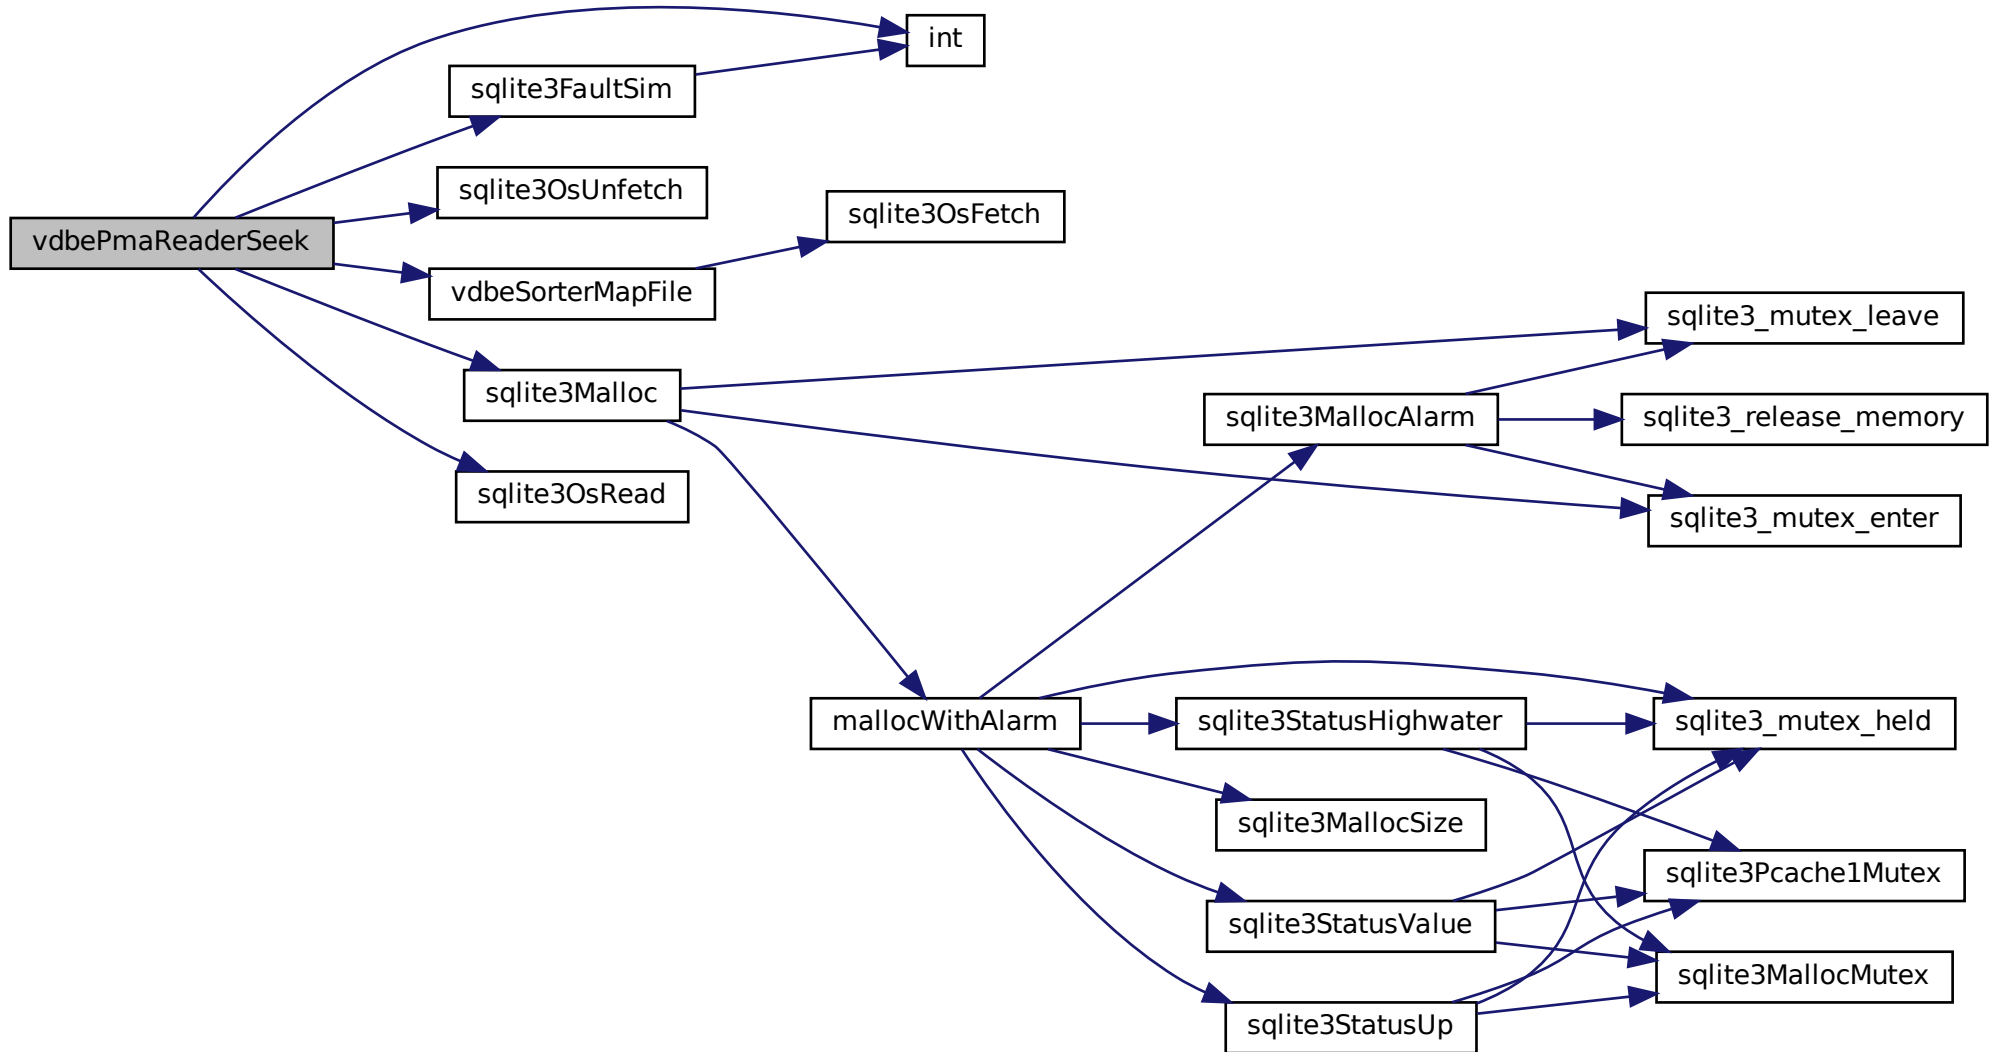 int
sqlite3FaultSim
sqlite3OsUnfetch
sqlite3OsFetch
vdbePmaReaderSeek
vdbeSorterMapFile
sqlite3_mutex_leave
sqlite3Malloc
sqlite3MallocAlarm
sqlite3_release_memory
sqlite3OsRead
sqlite3_mutex_enter
mallocWithAlarm
sqlite3StatusHighwater
sqlite3_mutex_held
sqlite3MallocSize
sqlite3Pcache1Mutex
sqlite3StatusValue
sqlite3MallocMutex
sqlite3StatusUp